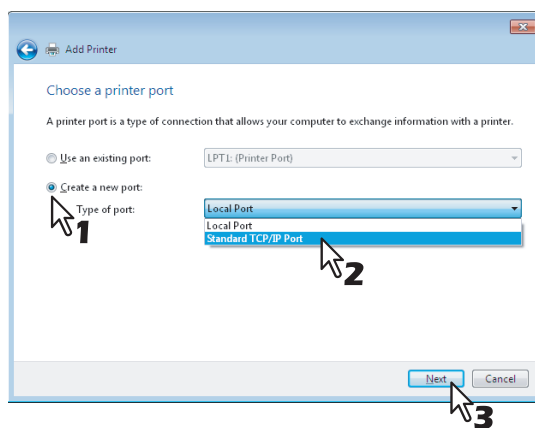 Add Printer
Choose a printer port
A printer port is a type of connection that allows your computer to exchange information with a printer.
Use an existing port: LPT1: (Printer Port)
Create a new port:
Type of port: Local Port
Local Port
Standard TCP/IP Port
1
2
Next Cancel
3